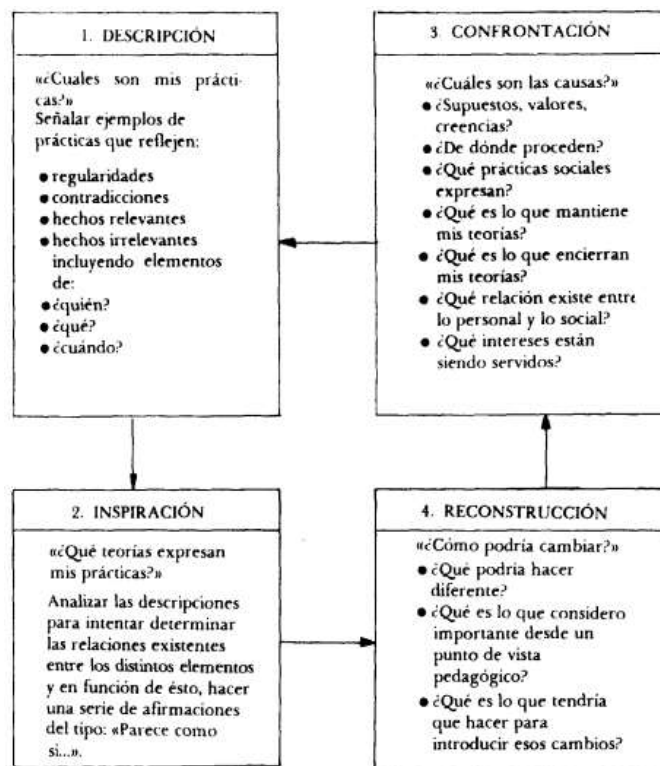 1. DESCRIPCIÓN
«¿Cuales son mis prácti-
cas?»
Señalar ejemplos de
prácticas que reflejen:
● regularidades
● contradicciones
● hechos relevantes
● hechos irrelevantes
incluyendo elementos
de:
● ¿quién?
● ¿qué?
● ¿cuándo?
2. INSPIRACIÓN
«¿Qué teorías expresan
mis prácticas?»
Analizar las descripciones
para intentar determinar
las relaciones existentes
entre los distintos elementos
y en función de ésto, hacer
una serie de afirmaciones
del tipo: «Parece como
si...».
3. CONFRONTACIÓN
«¿Cuáles son las causas?»
● ¿Supuestos, valores,
creencias?
● ¿De dónde proceden?
● ¿Qué prácticas sociales
expresan?
● ¿Qué es lo que mantiene
mis teorías?
● ¿Qué es lo que encierran
mis teorías?
● ¿Qué relación existe entre
lo personal y lo social?
● ¿Qué intereses están
siendo servidos?
4. RECONSTRUCCIÓN
«¿Cómo podría cambiar?»
● ¿Qué podría hacer
diferente?
● ¿Qué es lo que considero
importante desde un
punto de vista
pedagógico?
● ¿Qué es lo que tendría
que hacer para
introducir esos cambios?